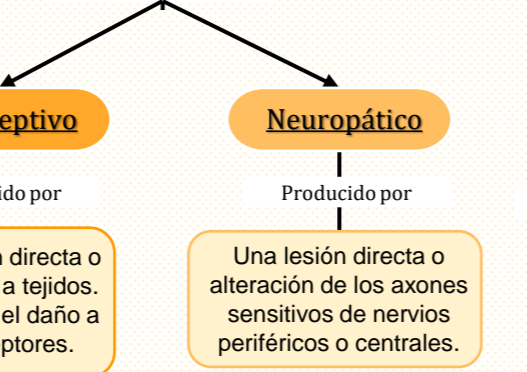 eptivo
Neuropático
ido por
Producido por
directa o
a tejidos.
el daño a
ptores.
Una lesión directa o
alteración de los axones
sensitivos de nervios
periféricos o centrales.